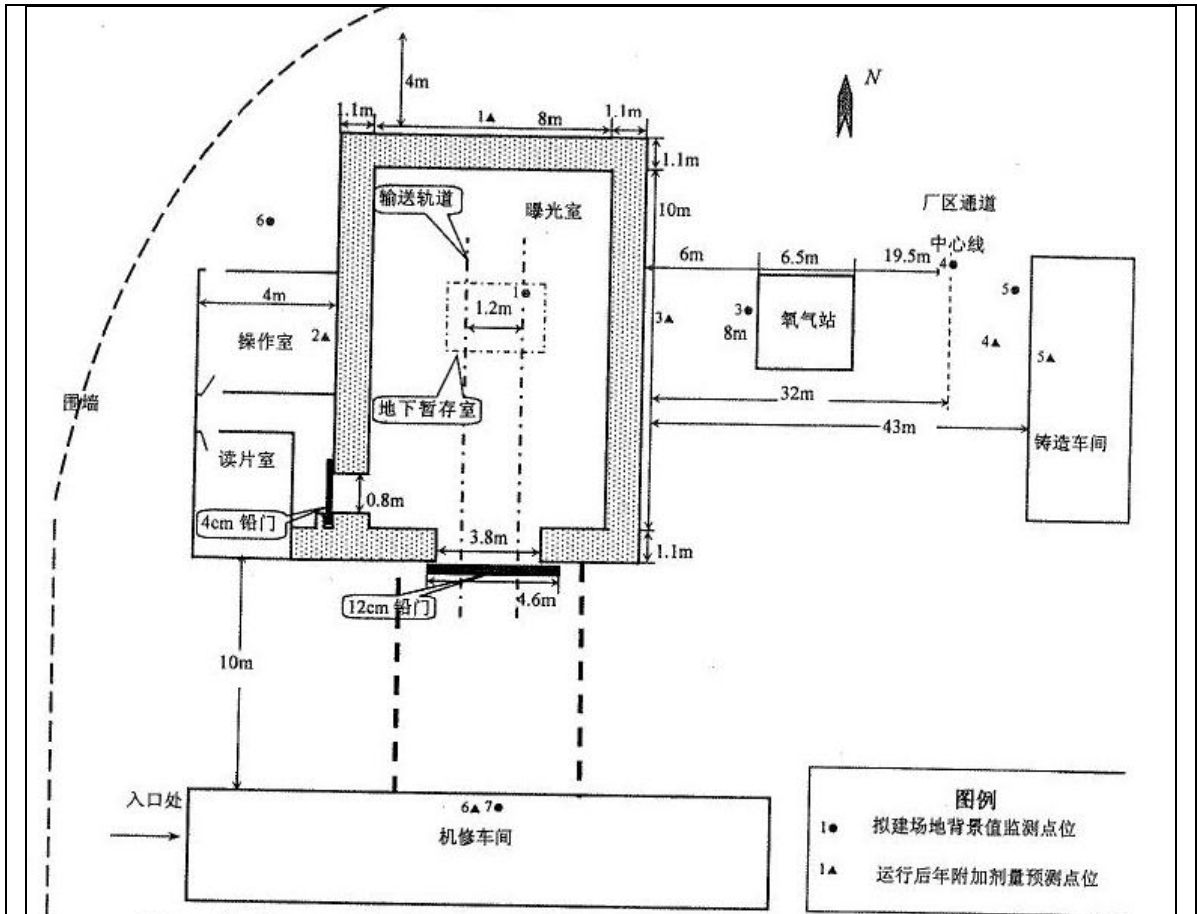 4m
1.1m
1▲
8m
1.1m
N
1.1m
输送轨道
曝光室
10m
厂区通道
6●
6m
6.5m
19.5m
中心线
4●
4m
1●
5●
1.2m
3▲
3●
氧气站
8m
操作室
2▲
4▲
5▲
围墙
地下暂存室
32m
43m
读片室
铸造车间
0.8m
4cm 铅门
3.8m
1.1m
12cm 铅门
4.6m
10m
入口处
6▲ 7●
机修车间
图例
1● 拟建场地背景值监测点位
1▲ 运行后年附加剂量预测点位